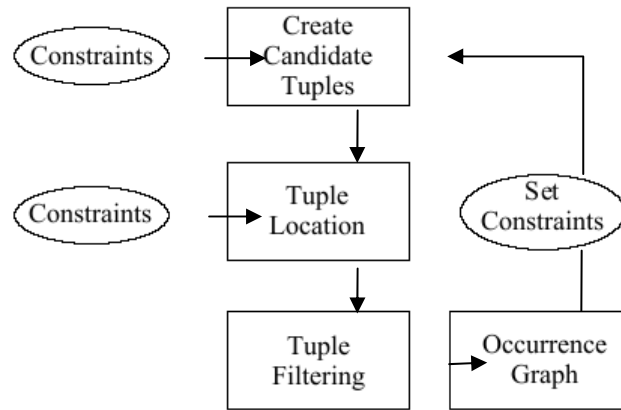 Constraints
Create
Candidate
Tuples
Constraints
Tuple
Location
Set
Constraints
Tuple
Filtering
Occurrence
Graph